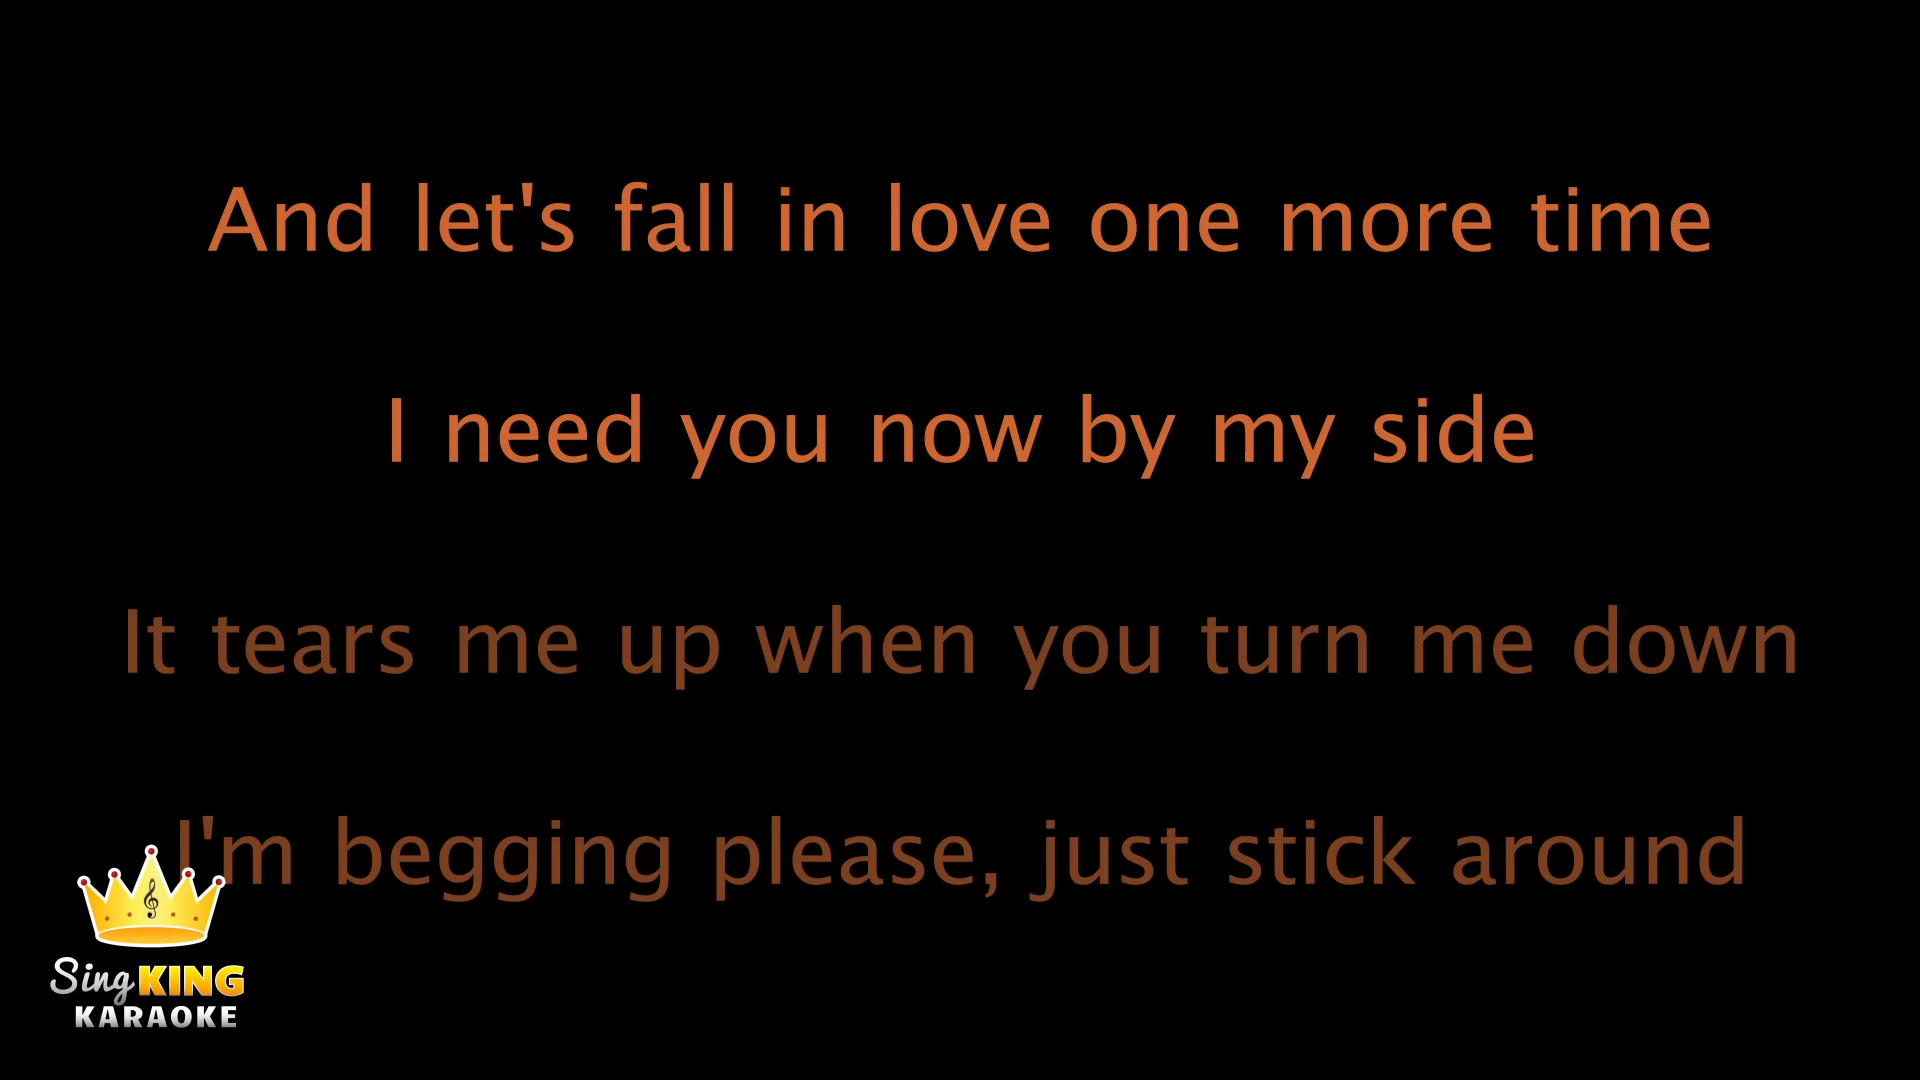 And let's fall in love one more time
I need you now by my side
It tears me up when you turn me down
I'm begging please, just stick around
Sing KING
KARAOKE